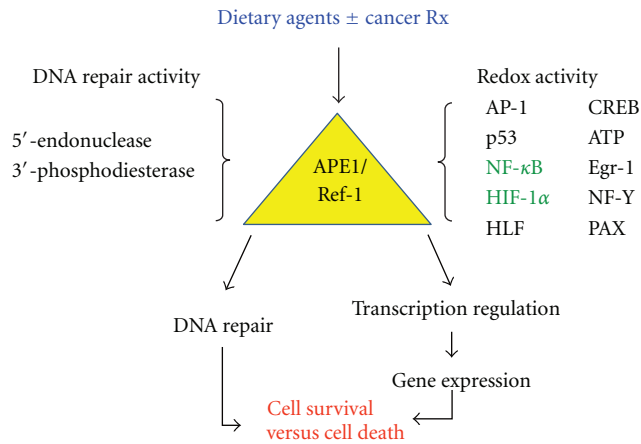 Dietary agents ± cancer Rx
DNA repair activity
5′-endonuclease
3′-phosphodiesterase
APE1/
Ref-1
Redox activity
AP-1 CREB
p53 ATP
NF-κB Egr-1
HIF-1α NF-Y
HLF PAX
DNA repair
Transcription regulation
Gene expression
Cell survival
versus cell death